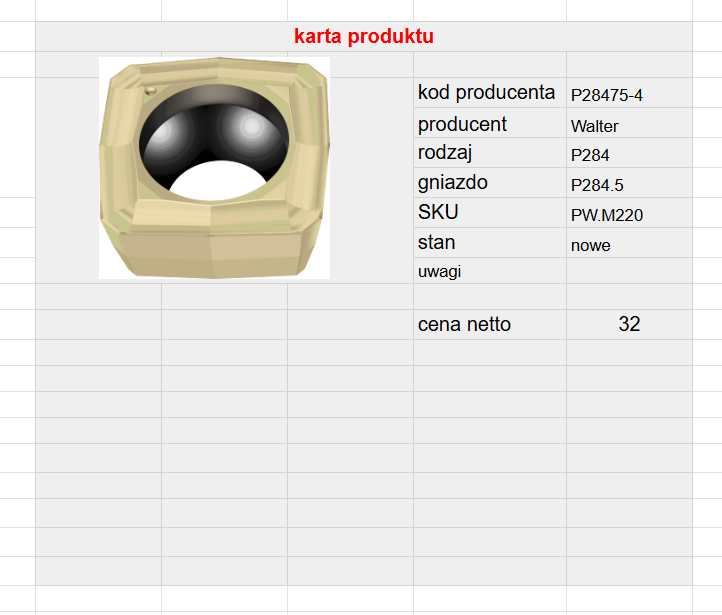 karta produktu
kod producenta P28475-4
producent Walter
rodzaj P284
gniazdo P284.5
SKU PW.M220
stan nowe
uwagi
cena netto 32